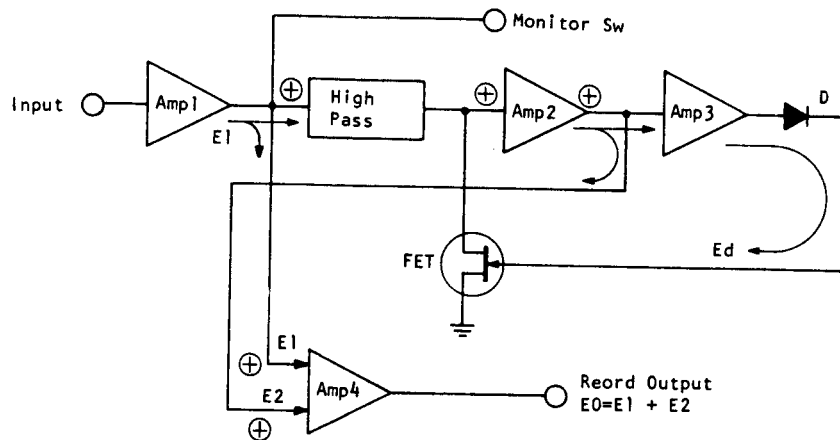 Monitor Sw
Input
Amp1
⊕
High
Pass
⊕
Amp2
⊕
Amp3
D
E1
Ed
FET
E1
⊕
E2
⊕
Amp4
Reord Output
E0=E1 + E2